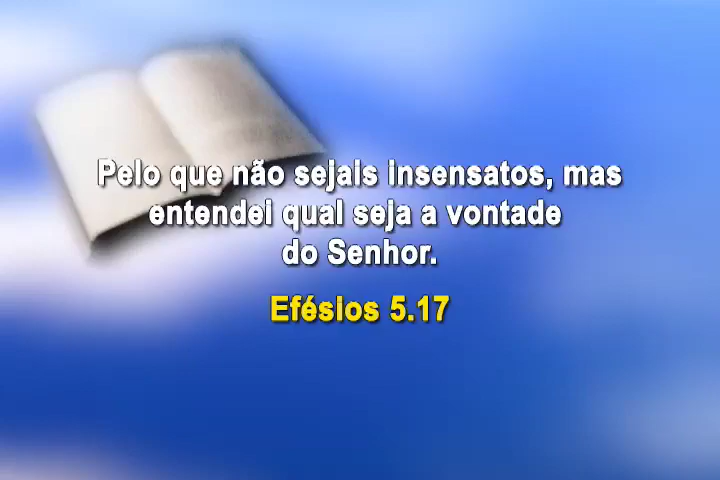 Pelo que não sejais insensatos, mas
entendei qual seja a vontade
do Senhor.
Efésios 5.17